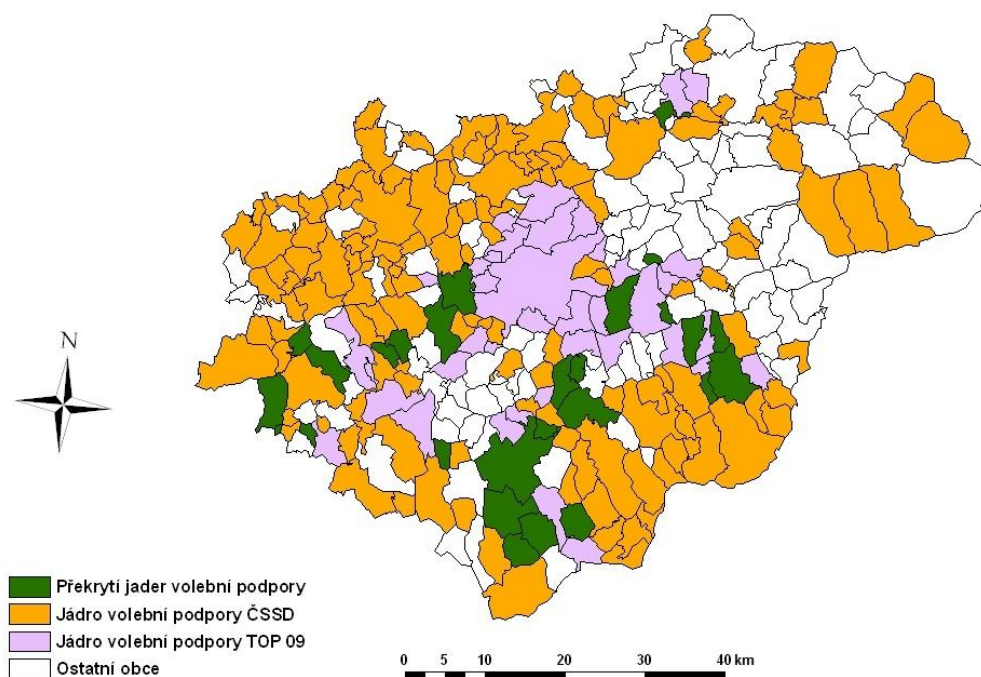 N
Překrytí jader volební podpory
Jádro volební podpory ČSSD
Jádro volební podpory TOP 09
Ostatní obce
0 5 10 20 30 40 km